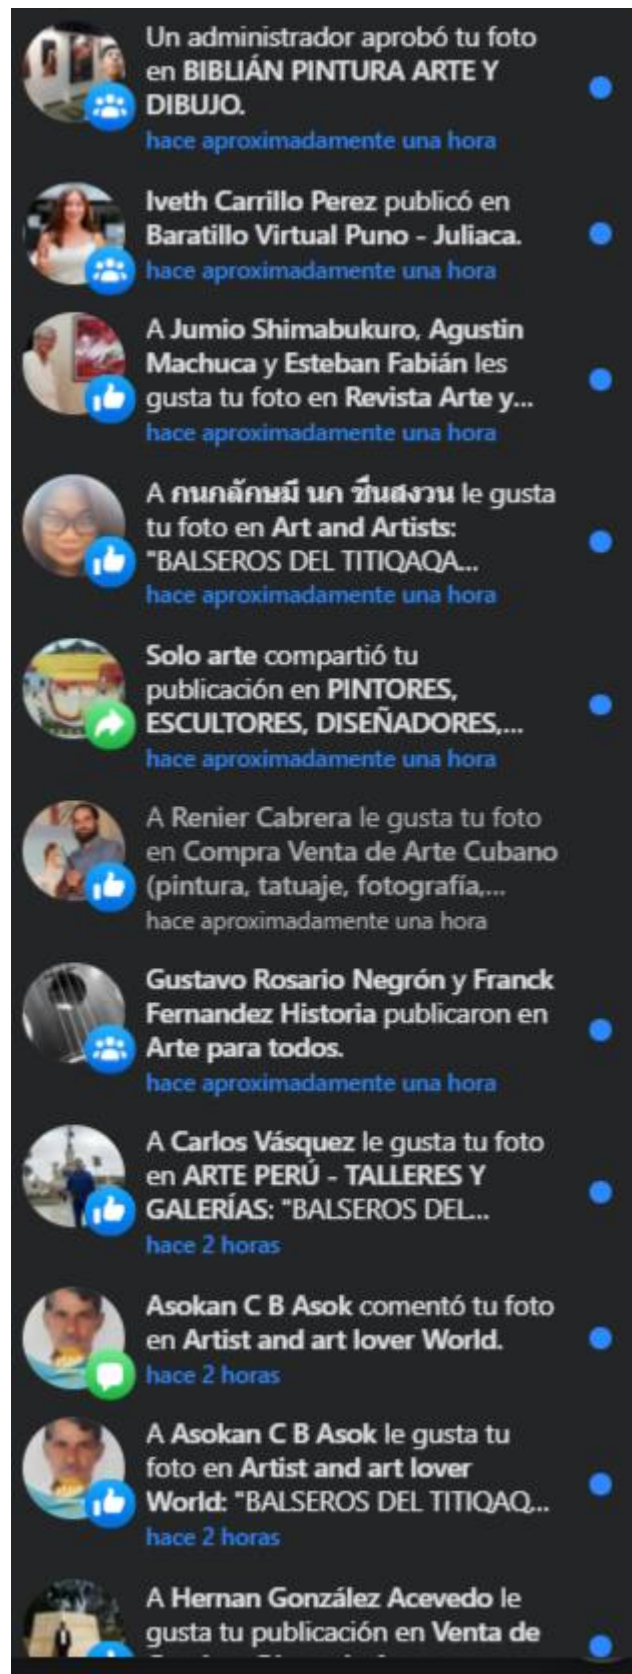 Un administrador aprobó tu foto
en BIBLIÁN PINTURA ARTE Y
DIBUJO.
hace aproximadamente una hora
Iveth Carrillo Perez publicó en
Baratillo Virtual Puno - Juliaca.
hace aproximadamente una hora
A Jumio Shimabukuro, Agustin
Machuca y Esteban Fabián les
gusta tu foto en Revista Arte y...
hace aproximadamente una hora
A กนกลักษมี นก ชื่นสงวน le gusta
tu foto en Art and Artists:
"BALSEROS DEL TITIQAQA...
hace aproximadamente una hora
Solo arte compartió tu
publicación en PINTORES,
ESCULTORES, DISEÑADORES,...
hace aproximadamente una hora
A Renier Cabrera le gusta tu foto
en Compra Venta de Arte Cubano
(pintura, tatuaje, fotografía,...
hace aproximadamente una hora
Gustavo Rosario Negrón y Franck
Fernandez Historia publicaron en
Arte para todos.
hace aproximadamente una hora
A Carlos Vásquez le gusta tu foto
en ARTE PERÚ - TALLERES Y
GALERÍAS: "BALSEROS DEL...
hace 2 horas
Asokan C B Asok comentó tu foto
en Artist and art lover World.
hace 2 horas
A Asokan C B Asok le gusta tu
foto en Artist and art lover
World: "BALSEROS DEL TITIQAQ...
hace 2 horas
A Hernan González Acevedo le
gusta tu publicación en Venta de